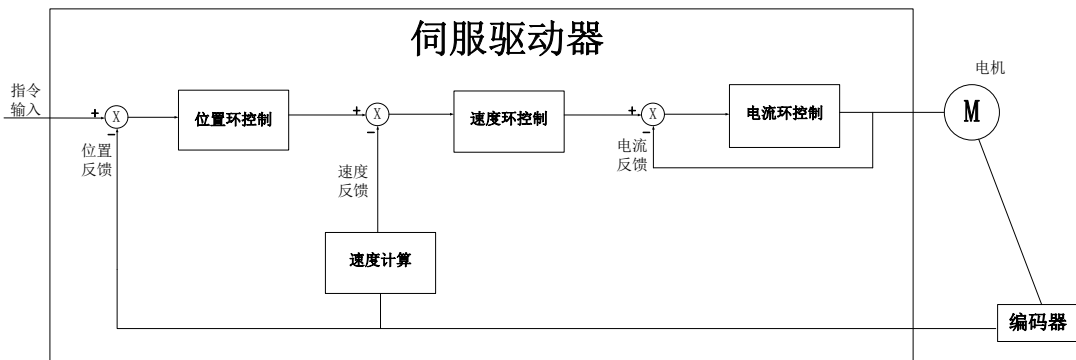 伺服驱动器
指令
输入
+
X
-
位置
反馈
位置环控制
+
X
-
速度
反馈
速度环控制
+
X
-
电流
反馈
电流环控制
电机
M
速度计算
编码器